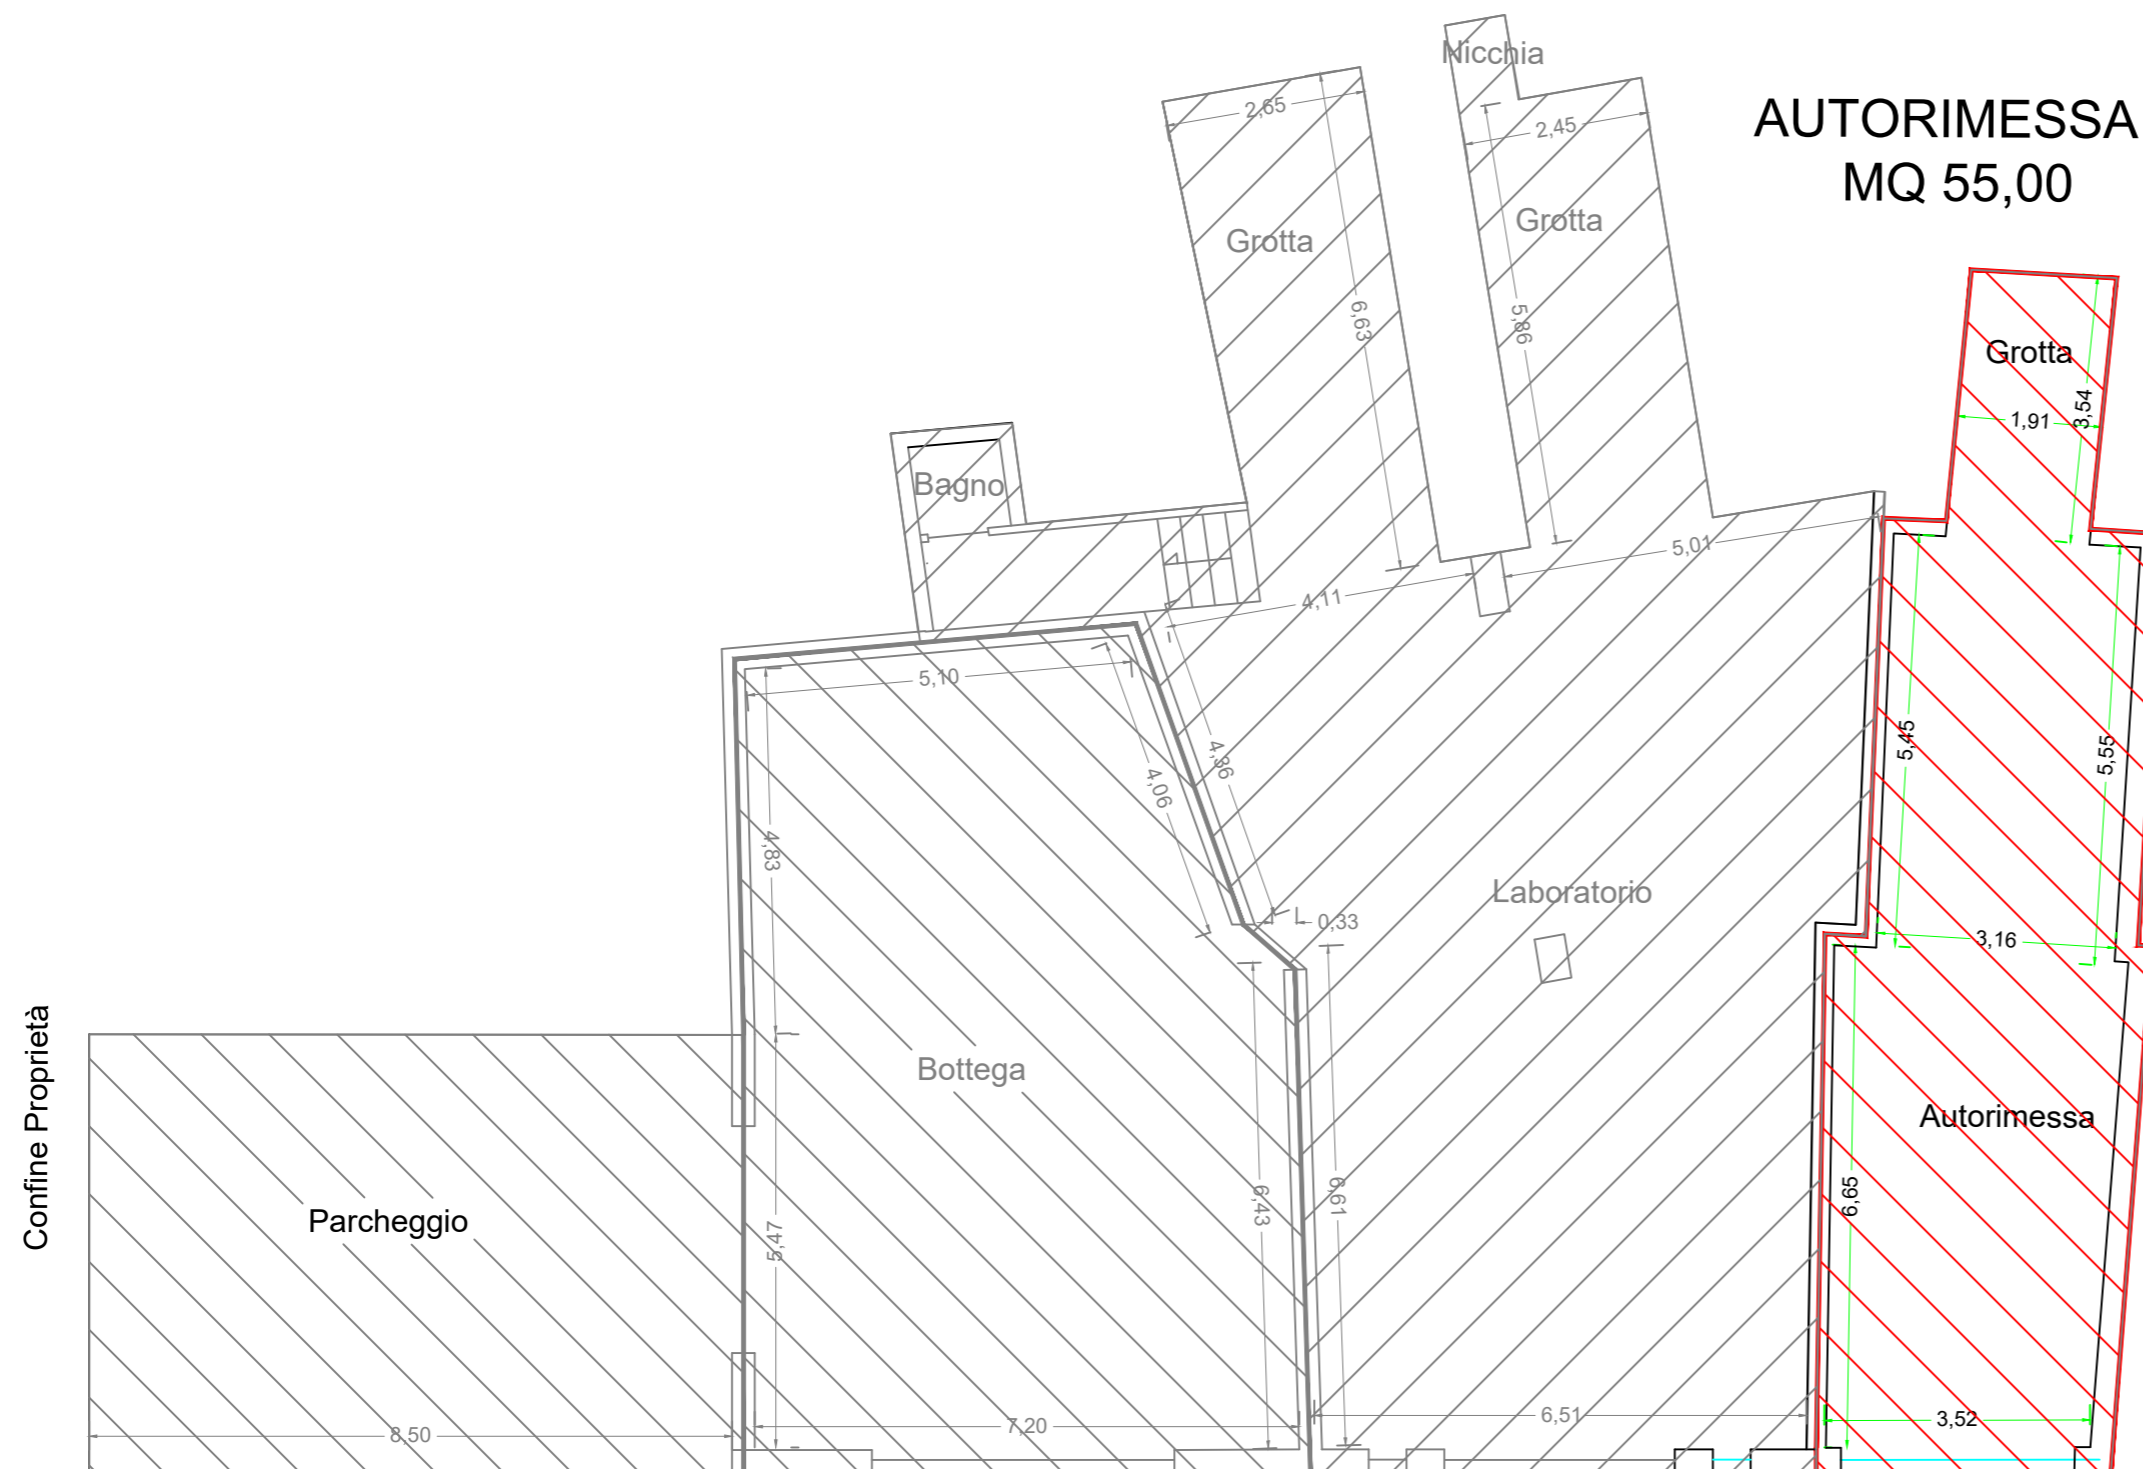 Nicchia
AUTORIMESSA
MQ 55,00
2,65
2,45
Grotta
Grotta
6,63
5,86
Grotta
1,91
3,54
Bagno
5,01
4,11
5,10
4,36
4,06
4,83
5,45
5,55
Laboratorio
0,33
3,16
Confine Proprietà
Bottega
Autorimessa
Parcheggio
6,43
6,61
6,65
5,47
8,50
7,20
6,51
3,52